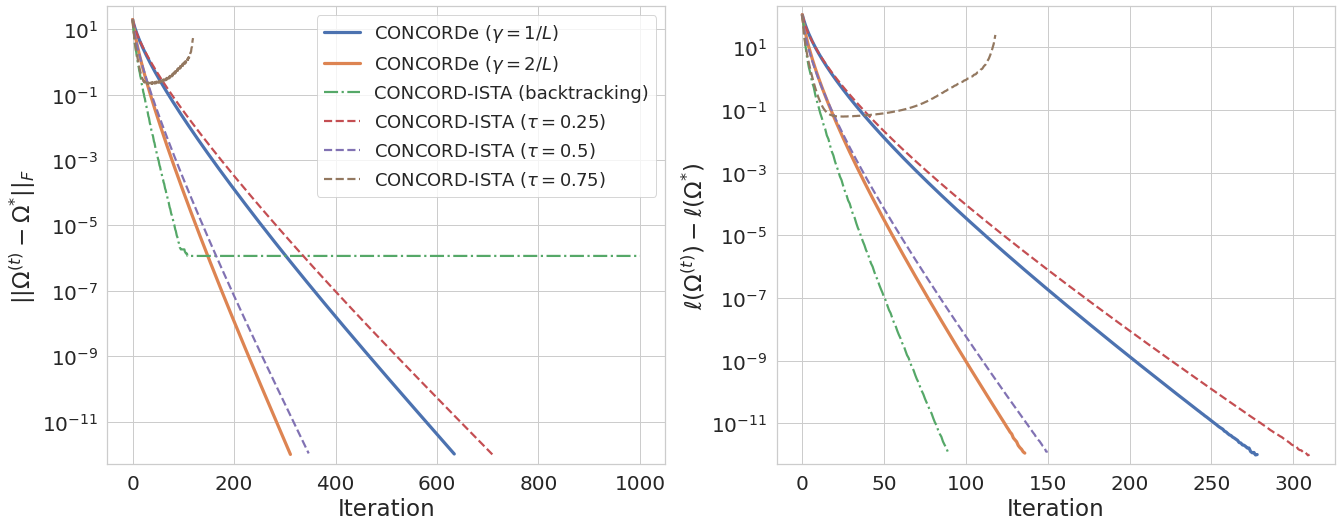 10^1
10^{-1}
10^{-3}
10^{-5}
10^{-7}
10^{-9}
10^{-11}
||Ω^{(t)} − Ω^*||_F
CONCORDe (γ = 1/L)
CONCORDe (γ = 2/L)
CONCORD-ISTA (backtracking)
CONCORD-ISTA (τ = 0.25)
CONCORD-ISTA (τ = 0.5)
CONCORD-ISTA (τ = 0.75)
0 200 400 600 800 1000
Iteration
10^1
10^{-1}
10^{-3}
10^{-5}
10^{-7}
10^{-9}
10^{-11}
ℓ(Ω^{(t)}) − ℓ(Ω^*)
0 50 100 150 200 250 300
Iteration